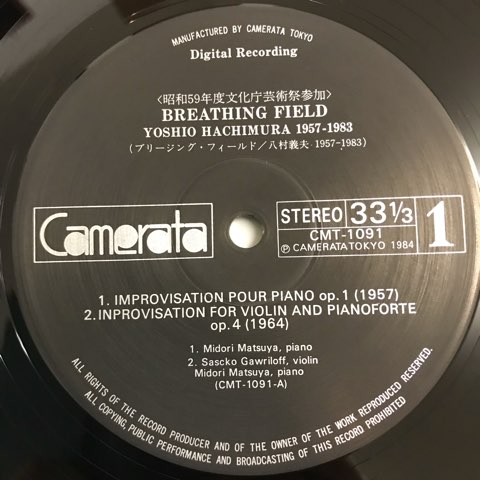 MANUFACTURED BY CAMERATA TOKYO
Digital Recording
〈昭和59年度文化庁芸術祭参加〉
BREATHING FIELD
YOSHIO HACHIMURA 1957-1983
(ブリージング・フィールド/八村義夫 1957-1983)
Camerata
STEREO 33 1/3
CMT-1091
Ⓟ CAMERATA TOKYO 1984
1
1. IMPROVISATION POUR PIANO op.1 (1957)
2. INPROVISATION FOR VIOLIN AND PIANOFORTE
op.4 (1964)
1. Midori Matsuya, piano
2. Sascko Gawriloff, violin
Midori Matsuya, piano
(CMT-1091-A)
ALL RIGHTS OF THE RECORD PRODUCER AND OF THE OWNER OF THE WORK REPRODUCED RESERVED.
ALL COPYING, PUBLIC PERFORMANCE AND BROADCASTING OF THIS RECORD PROHIBITED